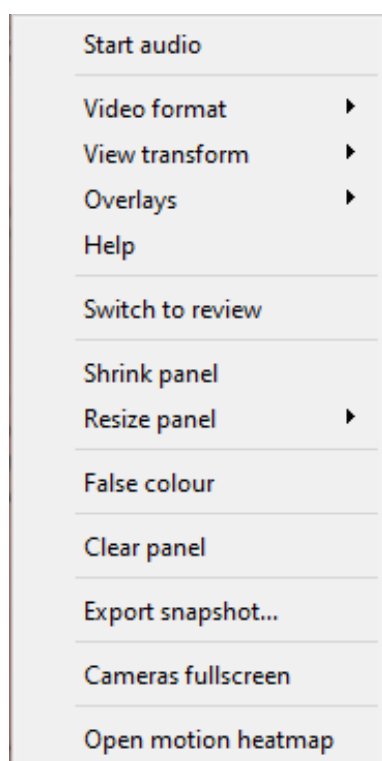 Start audio
Video format
View transform
Overlays
Help
Switch to review
Shrink panel
Resize panel
False colour
Clear panel
Export snapshot...
Cameras fullscreen
Open motion heatmap